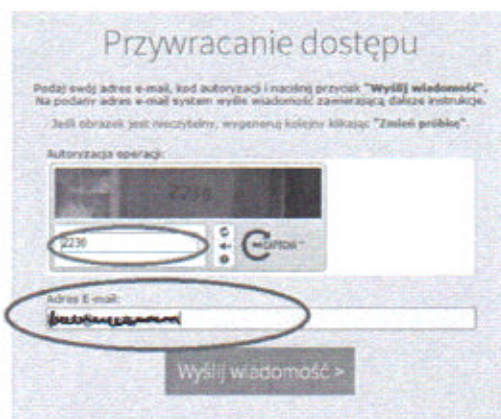 Przywracanie dostępu
Podaj swój adres e-mail, kod autoryzacji i naciśnij przycisk "Wyślij wiadomość".
Na podany adres e-mail system wyśle wiadomość zawierającą dalsze instrukcje.
Jeśli obrazek jest nieczytelny, wygeneruj kolejny klikając "Zmień próbkę".
Autoryzacja operacji:
2236
2236
Adres E-mail:
Wyślij wiadomość >